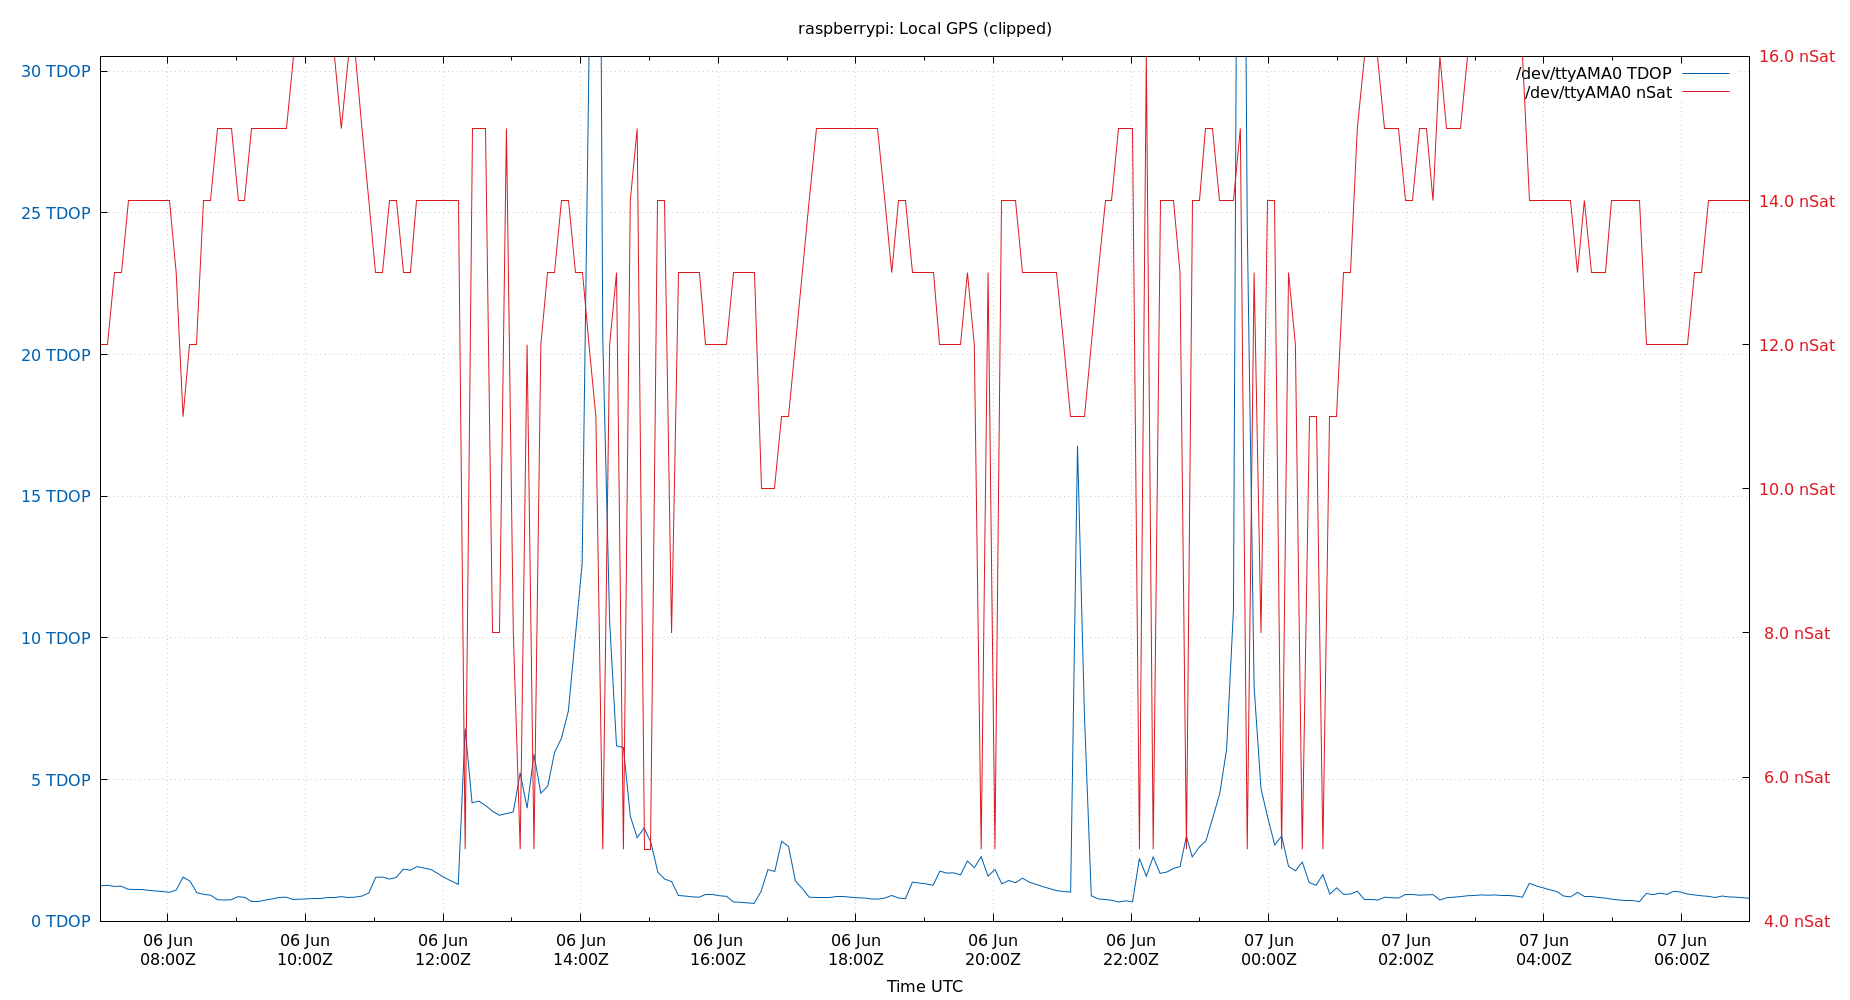 raspberrypi: Local GPS (clipped)
30 TDOP
25 TDOP
20 TDOP
15 TDOP
10 TDOP
5 TDOP
0 TDOP
/dev/ttyAMA0 TDOP
/dev/ttyAMA0 nSat
16.0 nSat
14.0 nSat
12.0 nSat
10.0 nSat
8.0 nSat
6.0 nSat
4.0 nSat
06 Jun 06 Jun 06 Jun 06 Jun 06 Jun 06 Jun 06 Jun 06 Jun 07 Jun 07 Jun 07 Jun 07 Jun
08:00Z 10:00Z 12:00Z 14:00Z 16:00Z 18:00Z 20:00Z 22:00Z 00:00Z 02:00Z 04:00Z 06:00Z
Time UTC